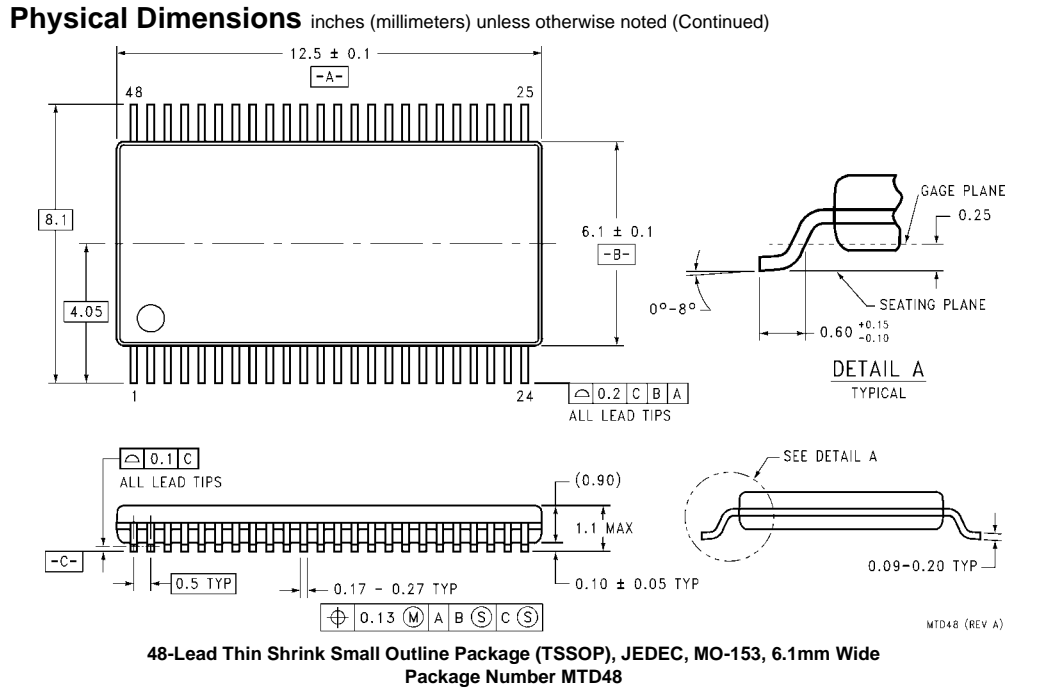 Physical Dimensions inches (millimeters) unless otherwise noted (Continued)
12.5 ± 0.1
-A-
48
25
8.1
4.05
6.1 ± 0.1
-B-
1
24
⌓ 0.2 C B A
ALL LEAD TIPS
GAGE PLANE
0.25
0°-8°
SEATING PLANE
0.60 +0.15 -0.10
DETAIL A
TYPICAL
⌓ 0.1 C
ALL LEAD TIPS
(0.90)
1.1 MAX
-C-
0.5 TYP
0.17 - 0.27 TYP
0.10 ± 0.05 TYP
⌖ 0.13 Ⓜ A B Ⓢ C Ⓢ
SEE DETAIL A
0.09-0.20 TYP
MTD48 (REV A)
48-Lead Thin Shrink Small Outline Package (TSSOP), JEDEC, MO-153, 6.1mm Wide
Package Number MTD48